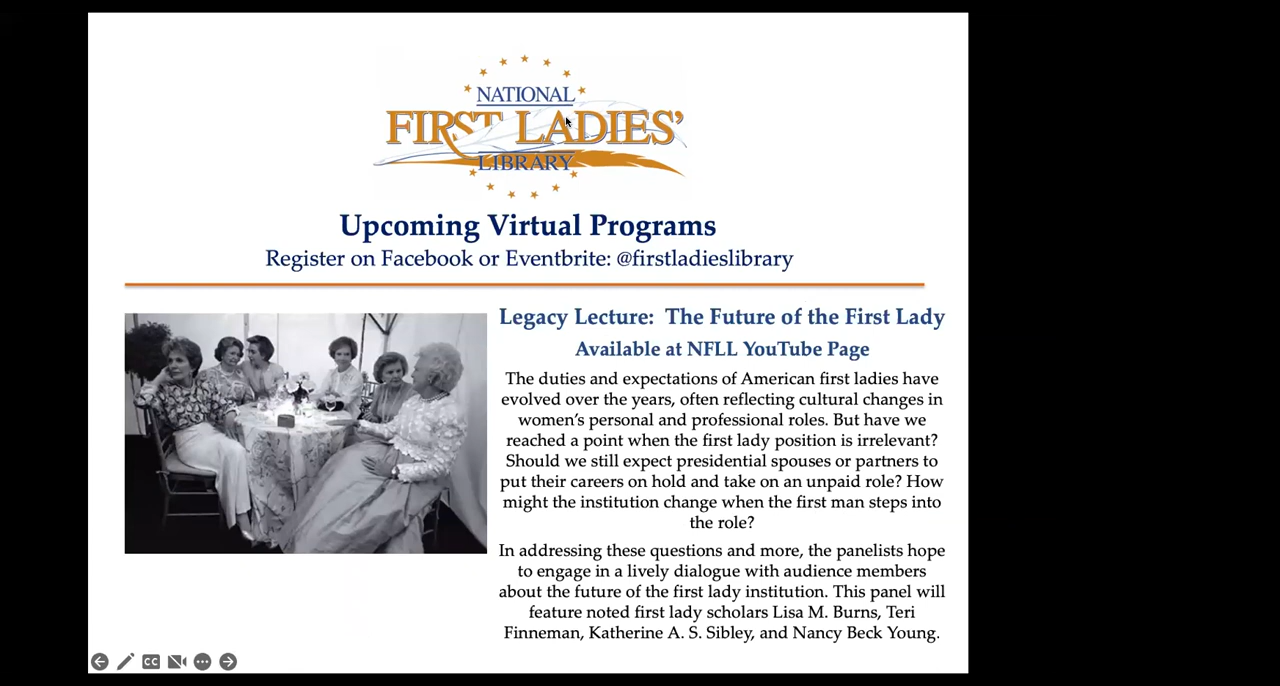 NATIONAL
FIRST LADIES’
LIBRARY
Upcoming Virtual Programs
Register on Facebook or Eventbrite: @firstladieslibrary
Legacy Lecture: The Future of the First Lady
Available at NFLL YouTube Page
The duties and expectations of American first ladies have
evolved over the years, often reflecting cultural changes in
women’s personal and professional roles. But have we
reached a point when the first lady position is irrelevant?
Should we still expect presidential spouses or partners to
put their careers on hold and take on an unpaid role? How
might the institution change when the first man steps into
the role?
In addressing these questions and more, the panelists hope
to engage in a lively dialogue with audience members
about the future of the first lady institution. This panel will
feature noted first lady scholars Lisa M. Burns, Teri
Finneman, Katherine A. S. Sibley, and Nancy Beck Young.
CC